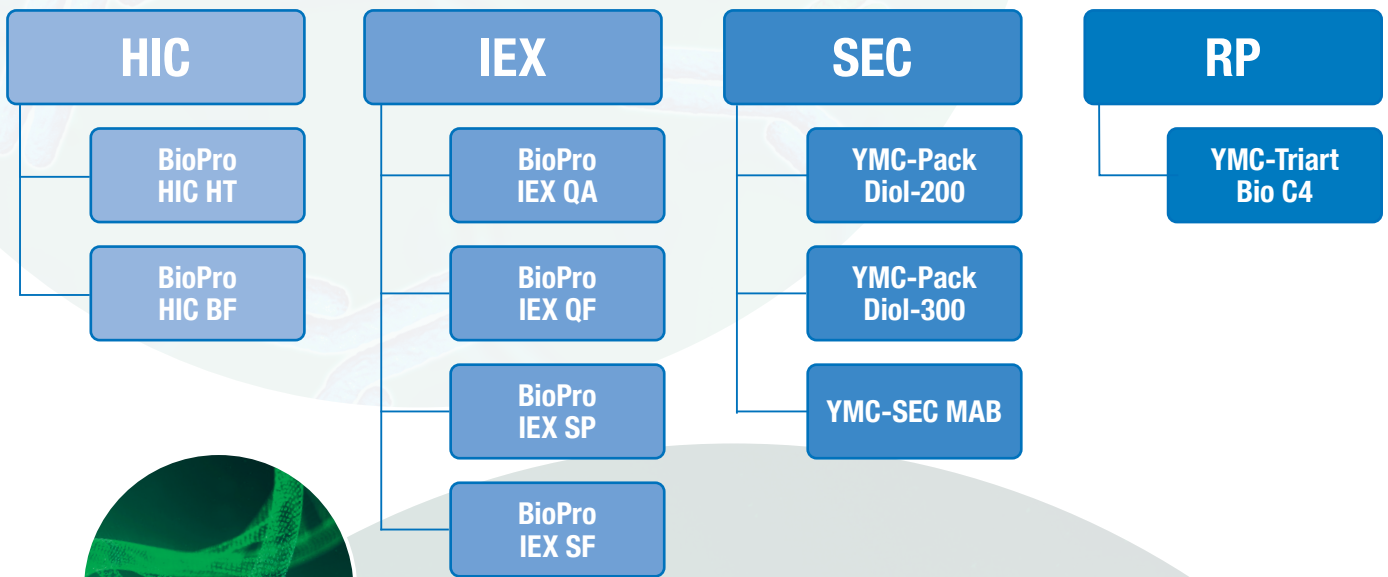 HIC
BioPro
HIC HT
BioPro
HIC BF
IEX
BioPro
IEX QA
BioPro
IEX QF
BioPro
IEX SP
BioPro
IEX SF
SEC
YMC-Pack
Diol-200
YMC-Pack
Diol-300
YMC-SEC MAB
RP
YMC-Triart
Bio C4